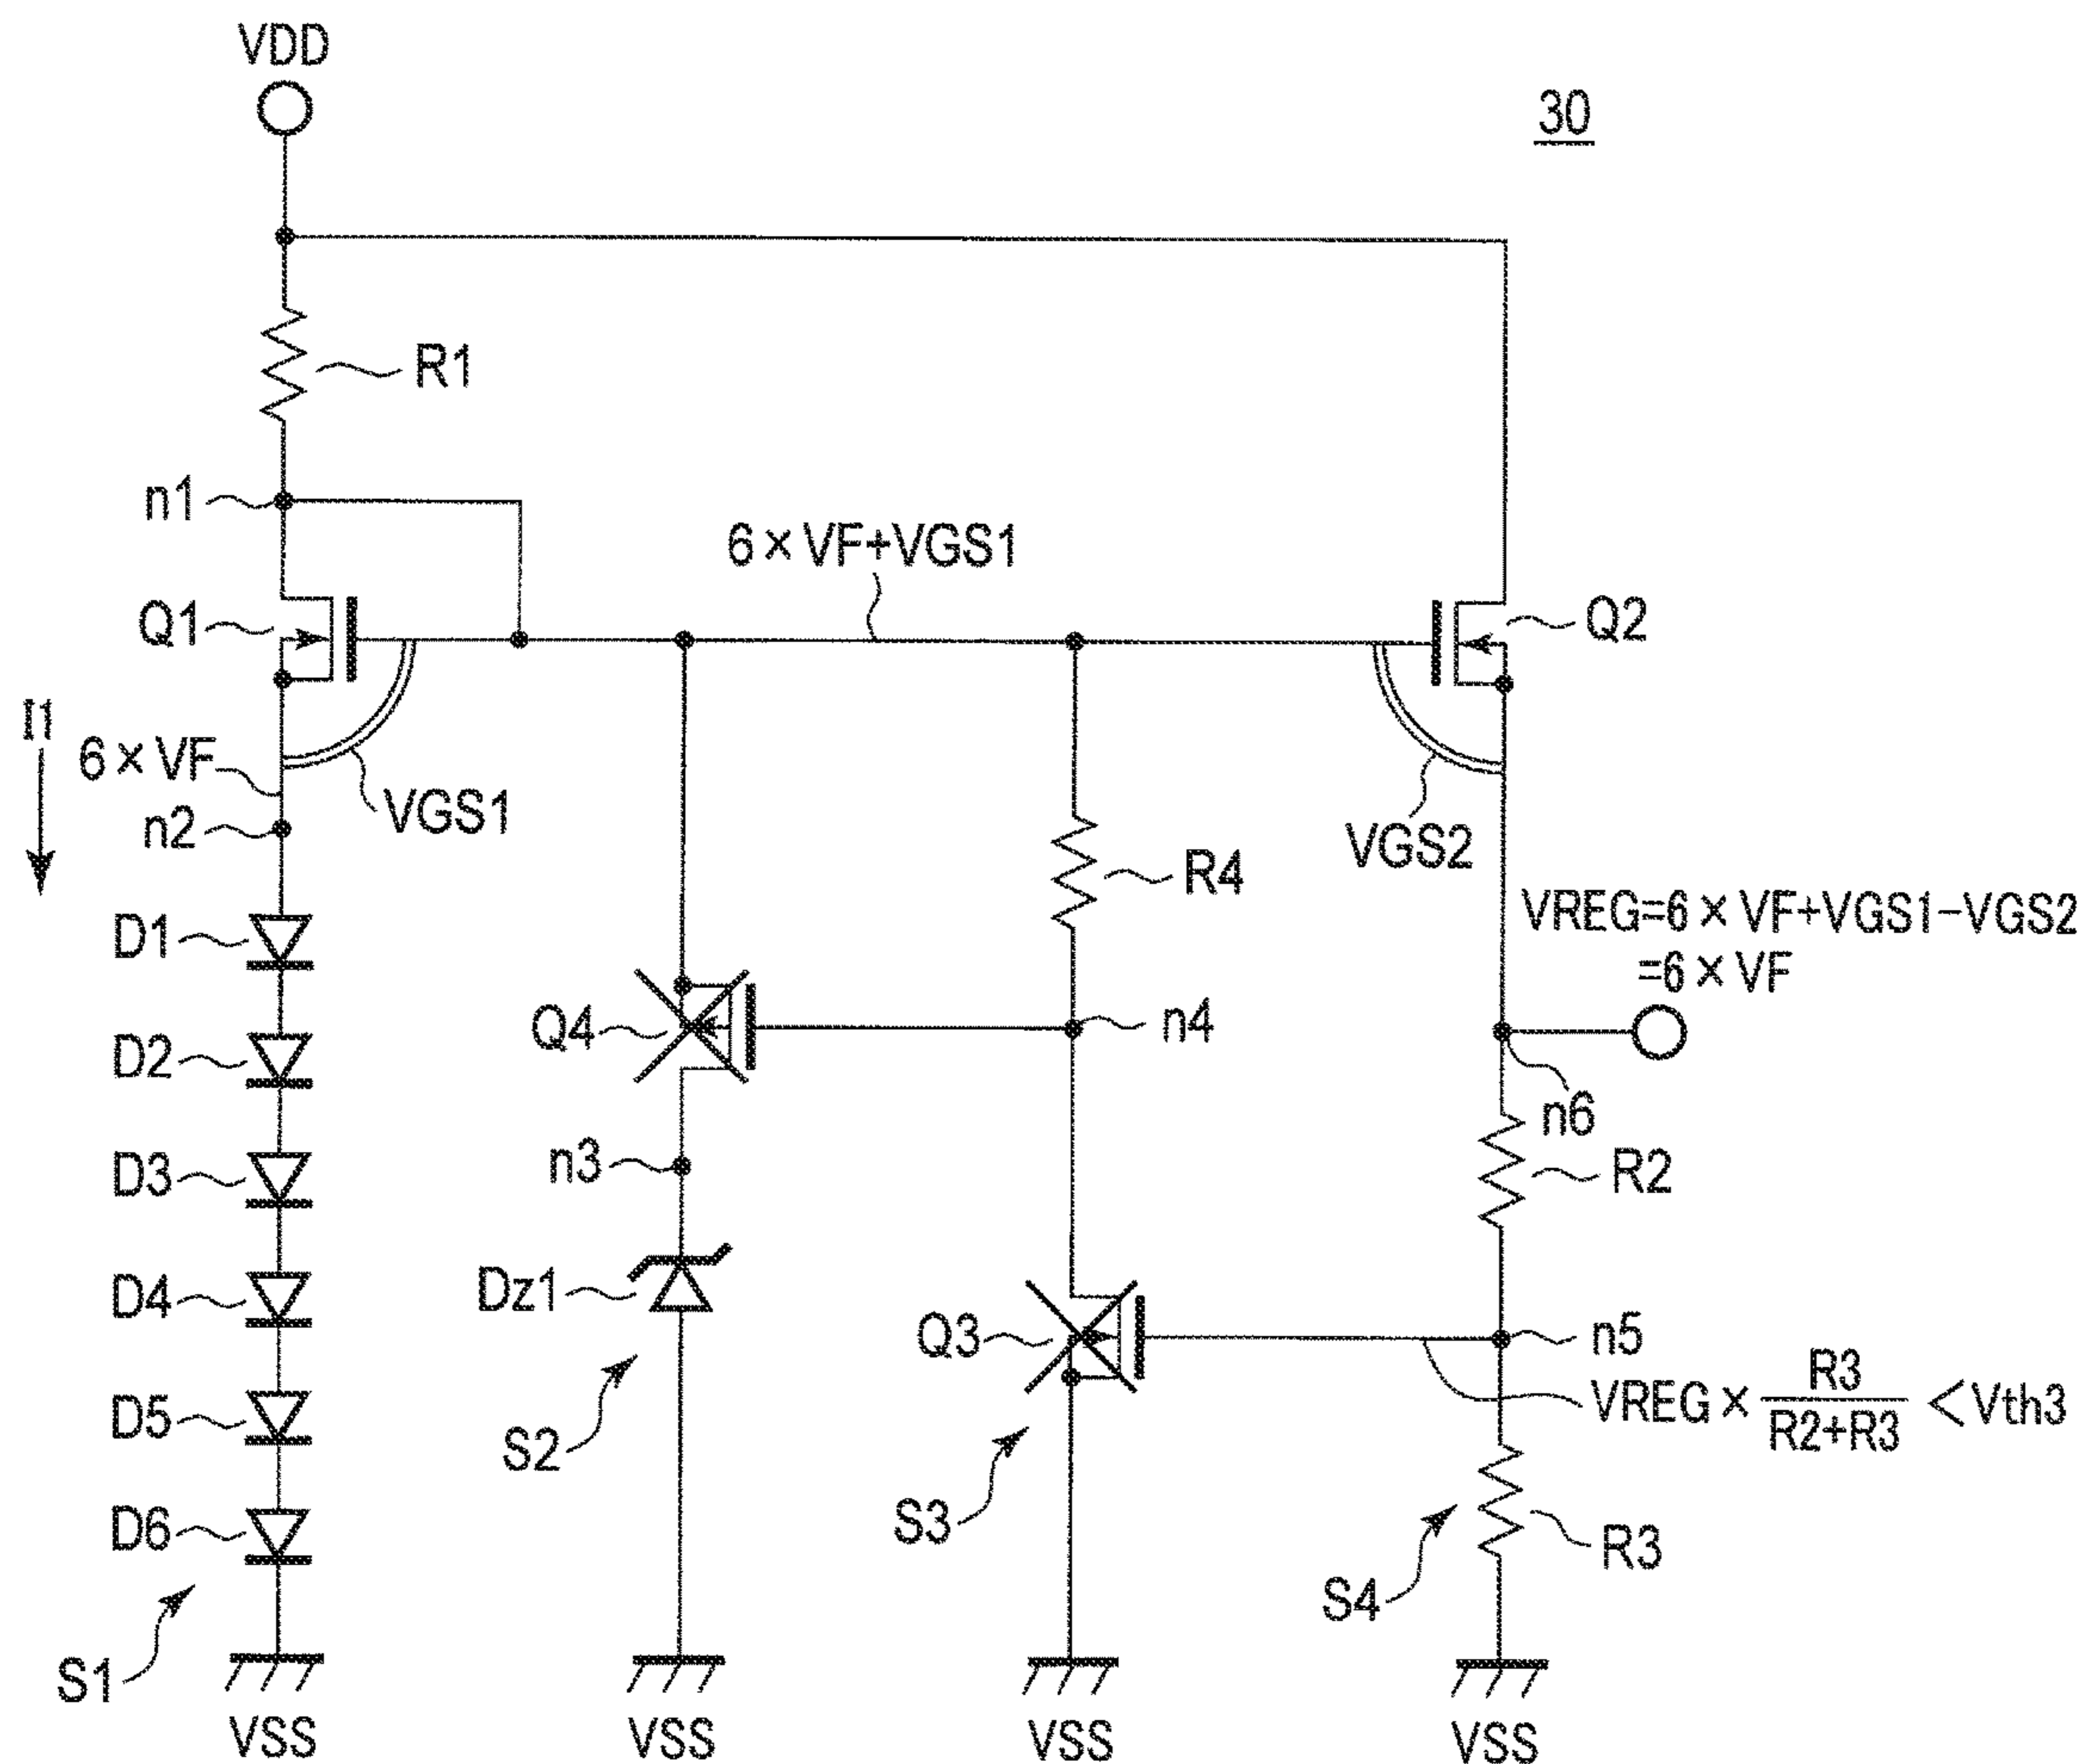 VDD
30
R1
n1
6 × VF+VGS1
Q1
Q2
I1
6 × VF
VGS1
n2
VGS2
R4
D1
VREG=6 × VF+VGS1−VGS2
=6 × VF
Q4
n4
D2
n6
n3
D3
R2
Dz1
D4
Q3
n5
VREG × R3/R2+R3 <Vth3
D5
S2
S3
D6
R3
S4
S1
VSS
VSS
VSS
VSS